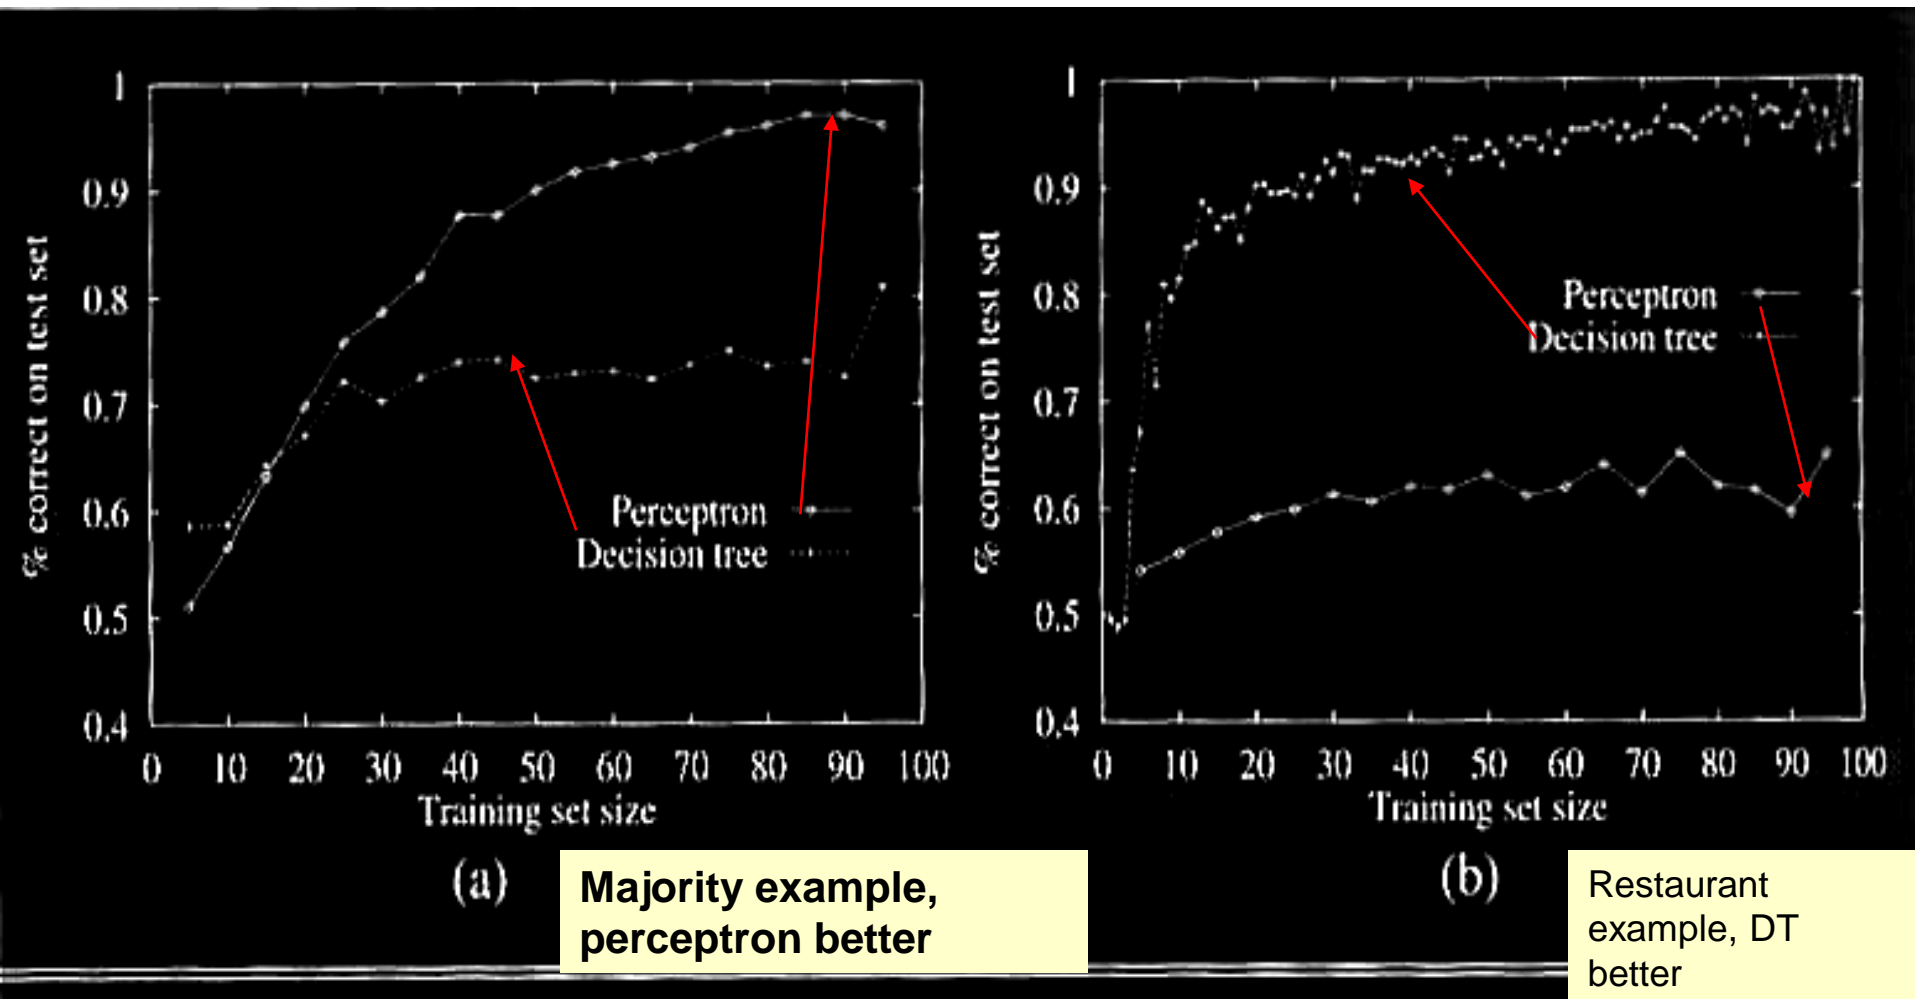 1
0.9
0.8
0.7
0.6
0.5
0.4
% correct on test set
Perceptron
Decision tree
0 10 20 30 40 50 60 70 80 90 100
Training set size
(a)
Majority example,
perceptron better
1
0.9
0.8
0.7
0.6
0.5
0.4
% correct on test set
Perceptron
Decision tree
0 10 20 30 40 50 60 70 80 90 100
Training set size
(b)
Restaurant
example, DT
better